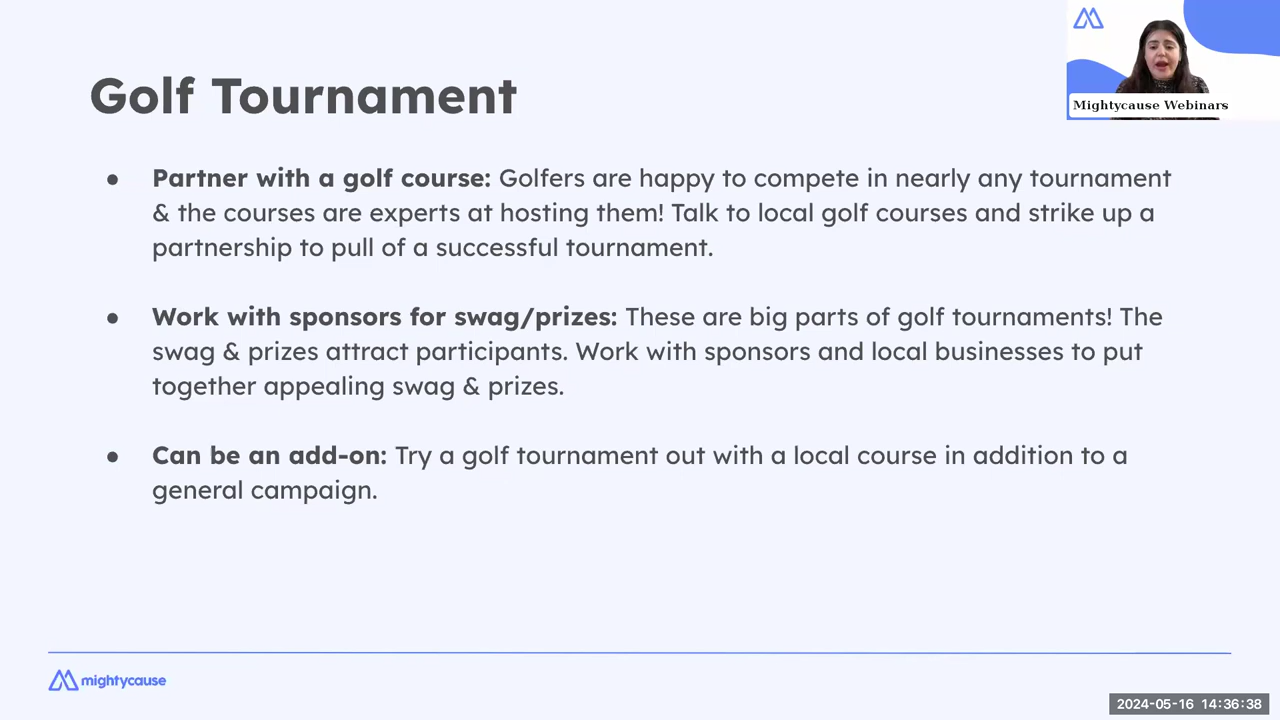 Golf Tournament
Mightycause Webinars
● Partner with a golf course: Golfers are happy to compete in nearly any tournament
& the courses are experts at hosting them! Talk to local golf courses and strike up a
partnership to pull of a successful tournament.
● Work with sponsors for swag/prizes: These are big parts of golf tournaments! The
swag & prizes attract participants. Work with sponsors and local businesses to put
together appealing swag & prizes.
● Can be an add-on: Try a golf tournament out with a local course in addition to a
general campaign.
mightycause
2024-05-16 14:36:38